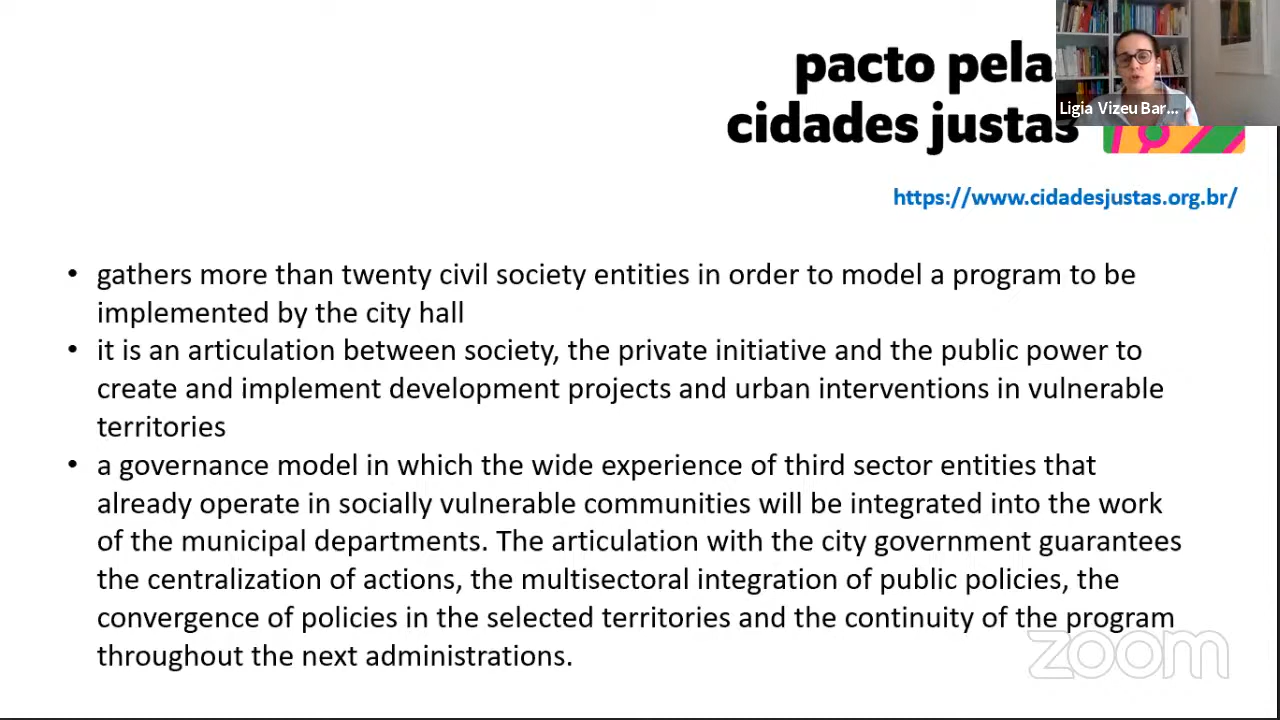 pacto pelas
cidades justas
Ligia Vizeu Bar...
https://www.cidadesjustas.org.br/
• gathers more than twenty civil society entities in order to model a program to be
implemented by the city hall
• it is an articulation between society, the private initiative and the public power to
create and implement development projects and urban interventions in vulnerable
territories
• a governance model in which the wide experience of third sector entities that
already operate in socially vulnerable communities will be integrated into the work
of the municipal departments. The articulation with the city government guarantees
the centralization of actions, the multisectoral integration of public policies, the
convergence of policies in the selected territories and the continuity of the program
throughout the next administrations.
zoom